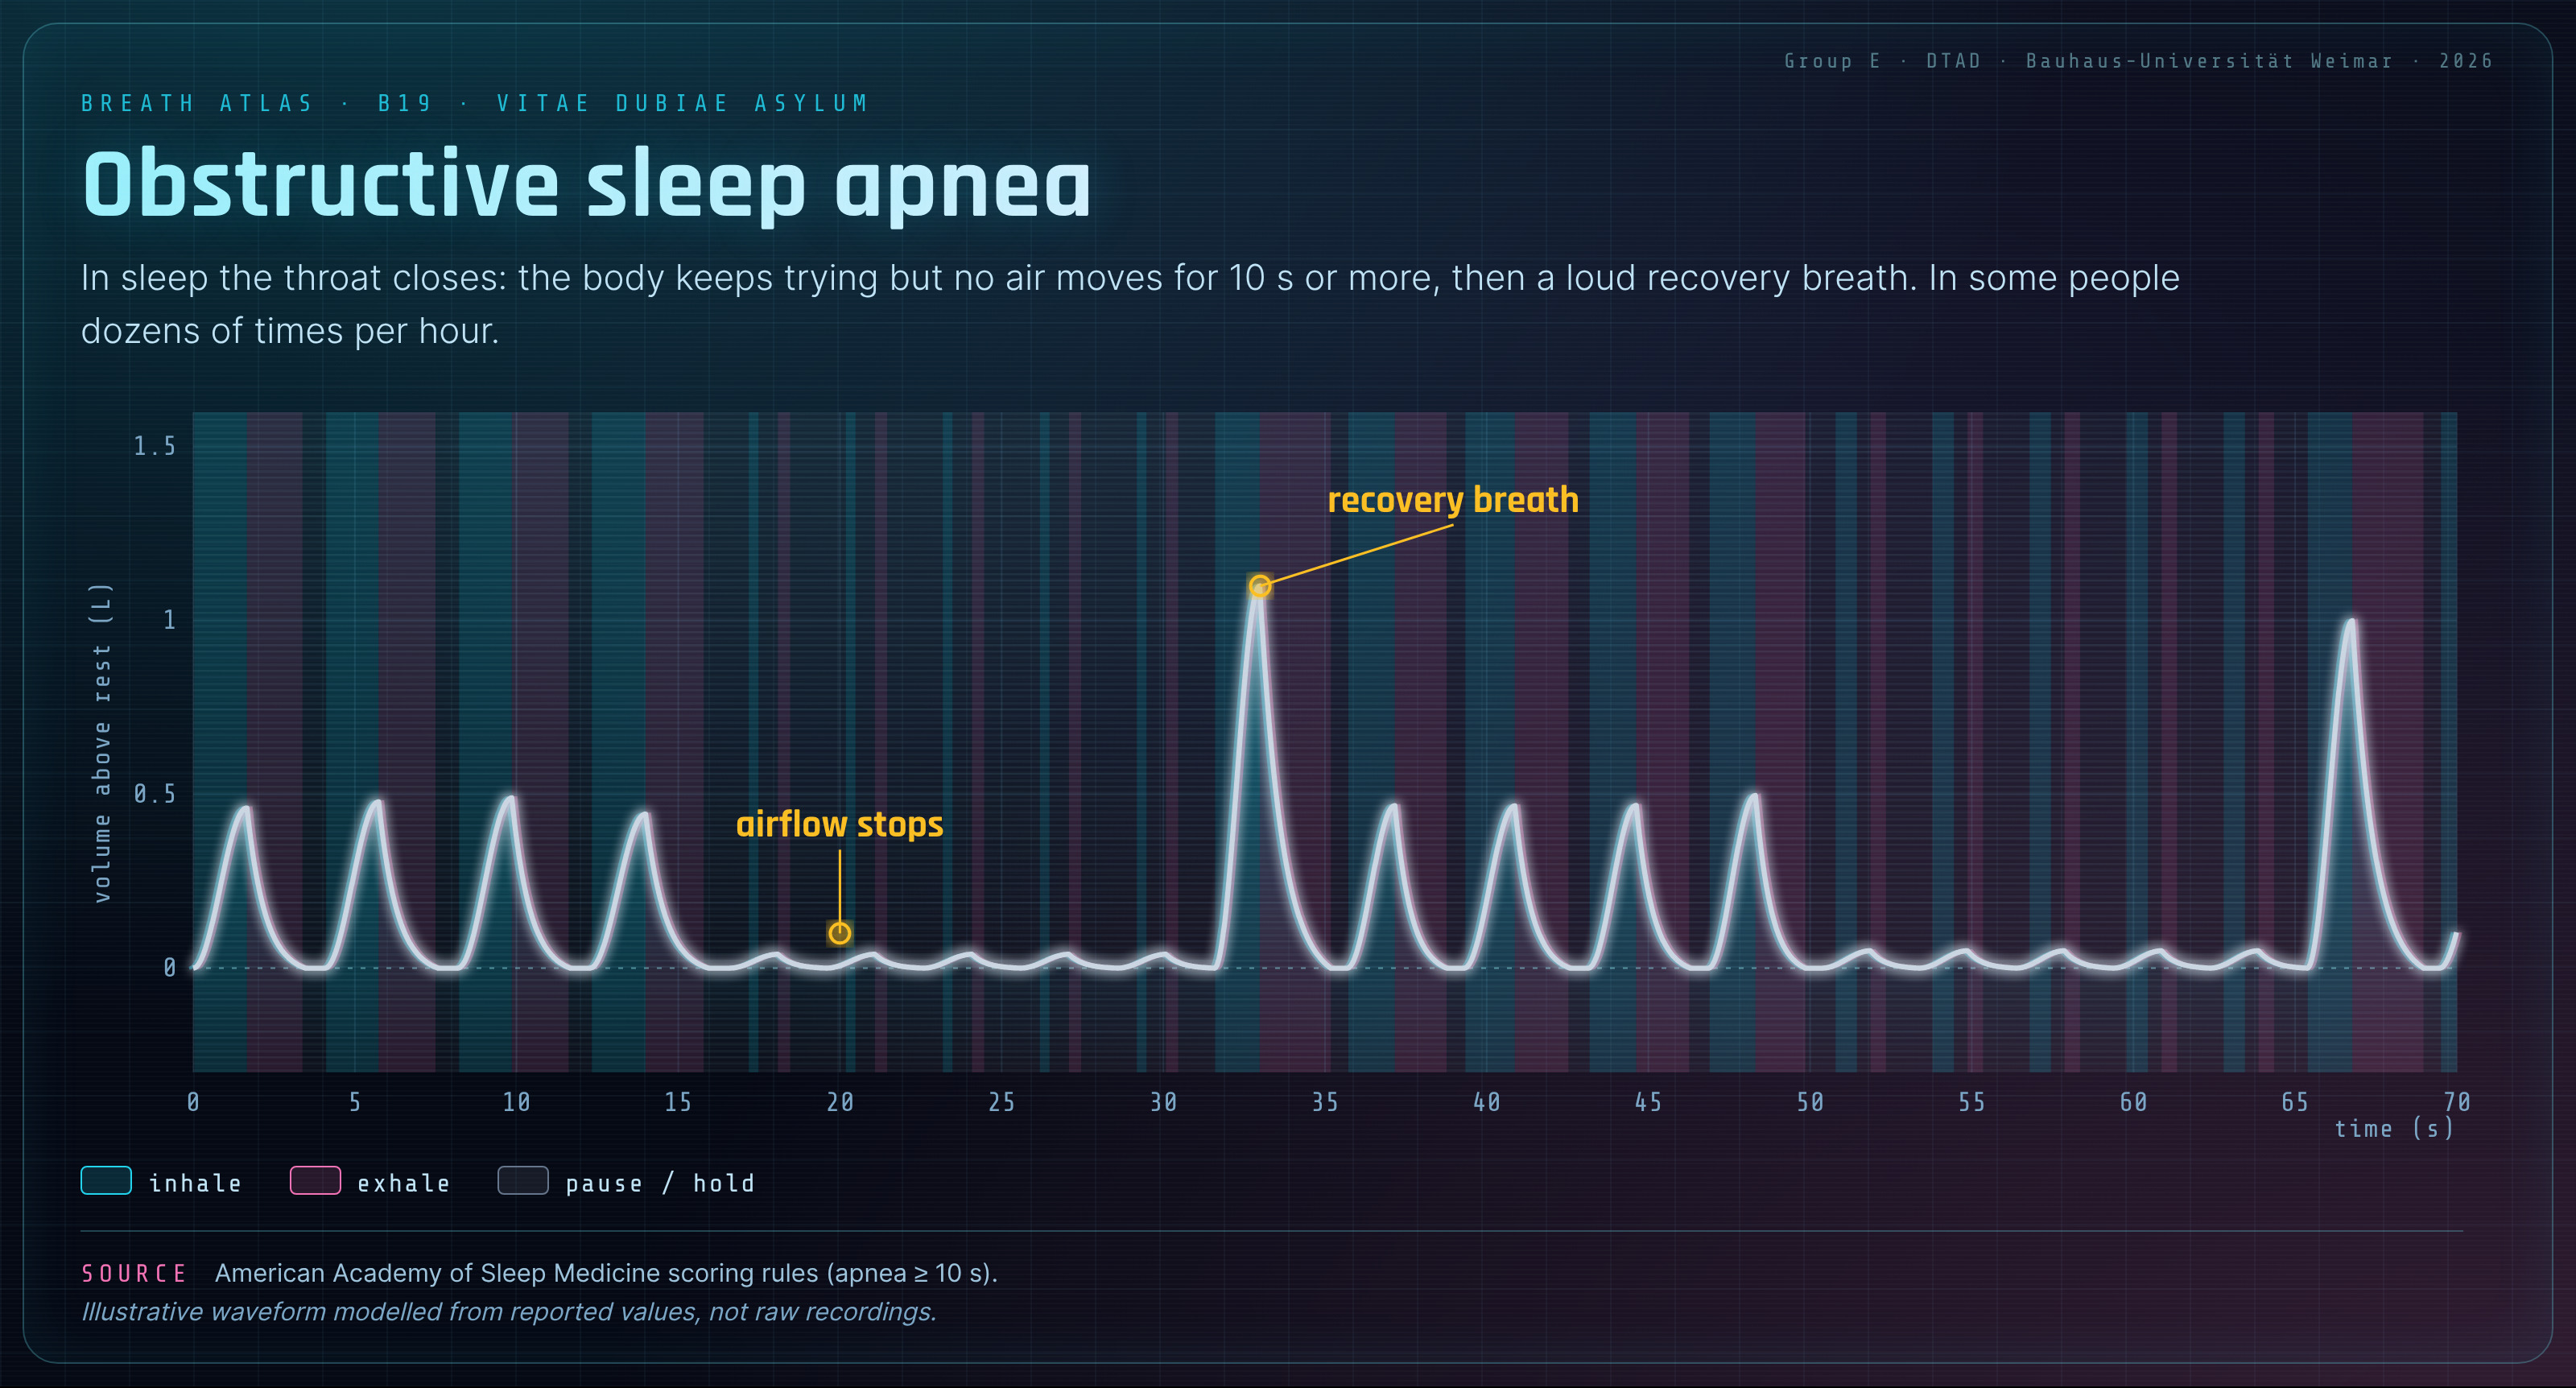 Group E · DTAD · Bauhaus-Universität Weimar · 2026
BREATH ATLAS · B19 · VITAE DUBIAE ASYLUM
Obstructive sleep apnea
In sleep the throat closes: the body keeps trying but no air moves for 10 s or more, then a loud recovery breath. In some people
dozens of times per hour.
1.5
1
0.5
0
volume above rest (L)
recovery breath
airflow stops
0 5 10 15 20 25 30 35 40 45 50 55 60 65 70
time (s)
inhale exhale pause / hold
SOURCE American Academy of Sleep Medicine scoring rules (apnea ≥ 10 s).
Illustrative waveform modelled from reported values, not raw recordings.